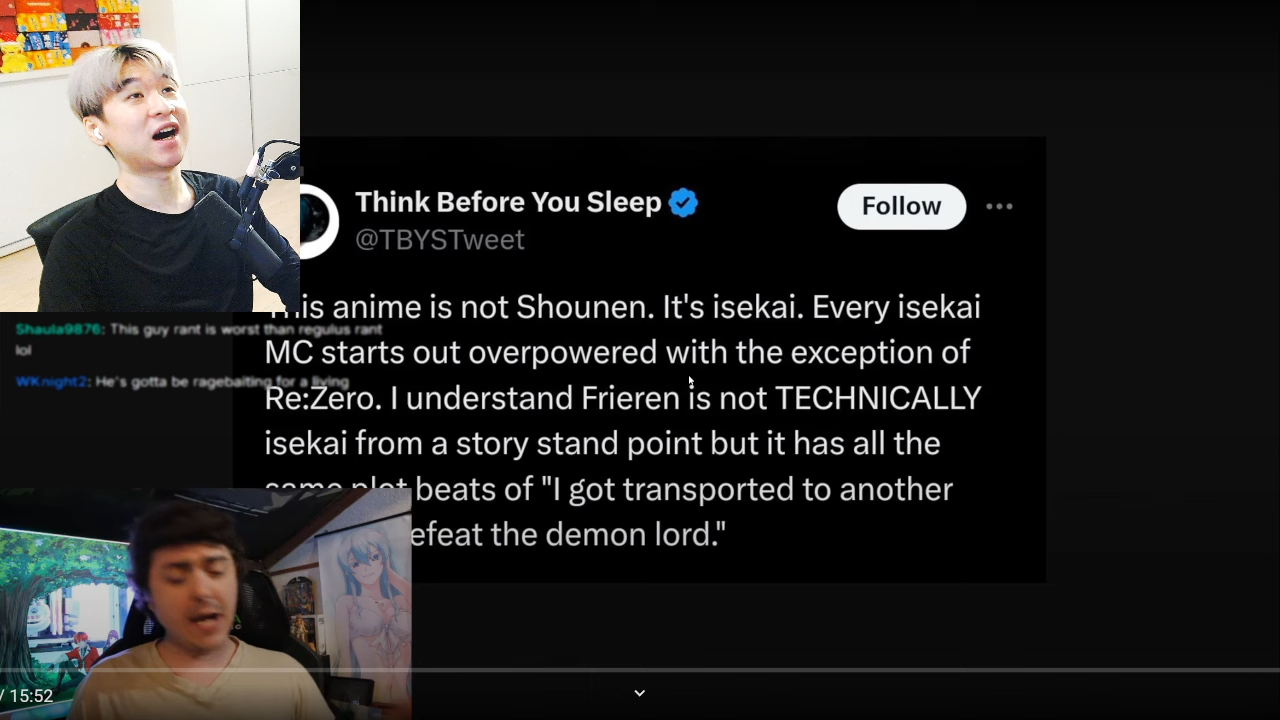 Think Before You Sleep
@TBYSTweet
Follow
This anime is not Shounen. It's isekai. Every isekai
MC starts out overpowered with the exception of
Re:Zero. I understand Frieren is not TECHNICALLY
isekai from a story stand point but it has all the
same plot beats of "I got transported to another
efeat the demon lord."
Shaula9876: This guy rant is worst than regulus rant
lol
WKnight2: He's gotta be ragebaiting for a living
/ 15:52